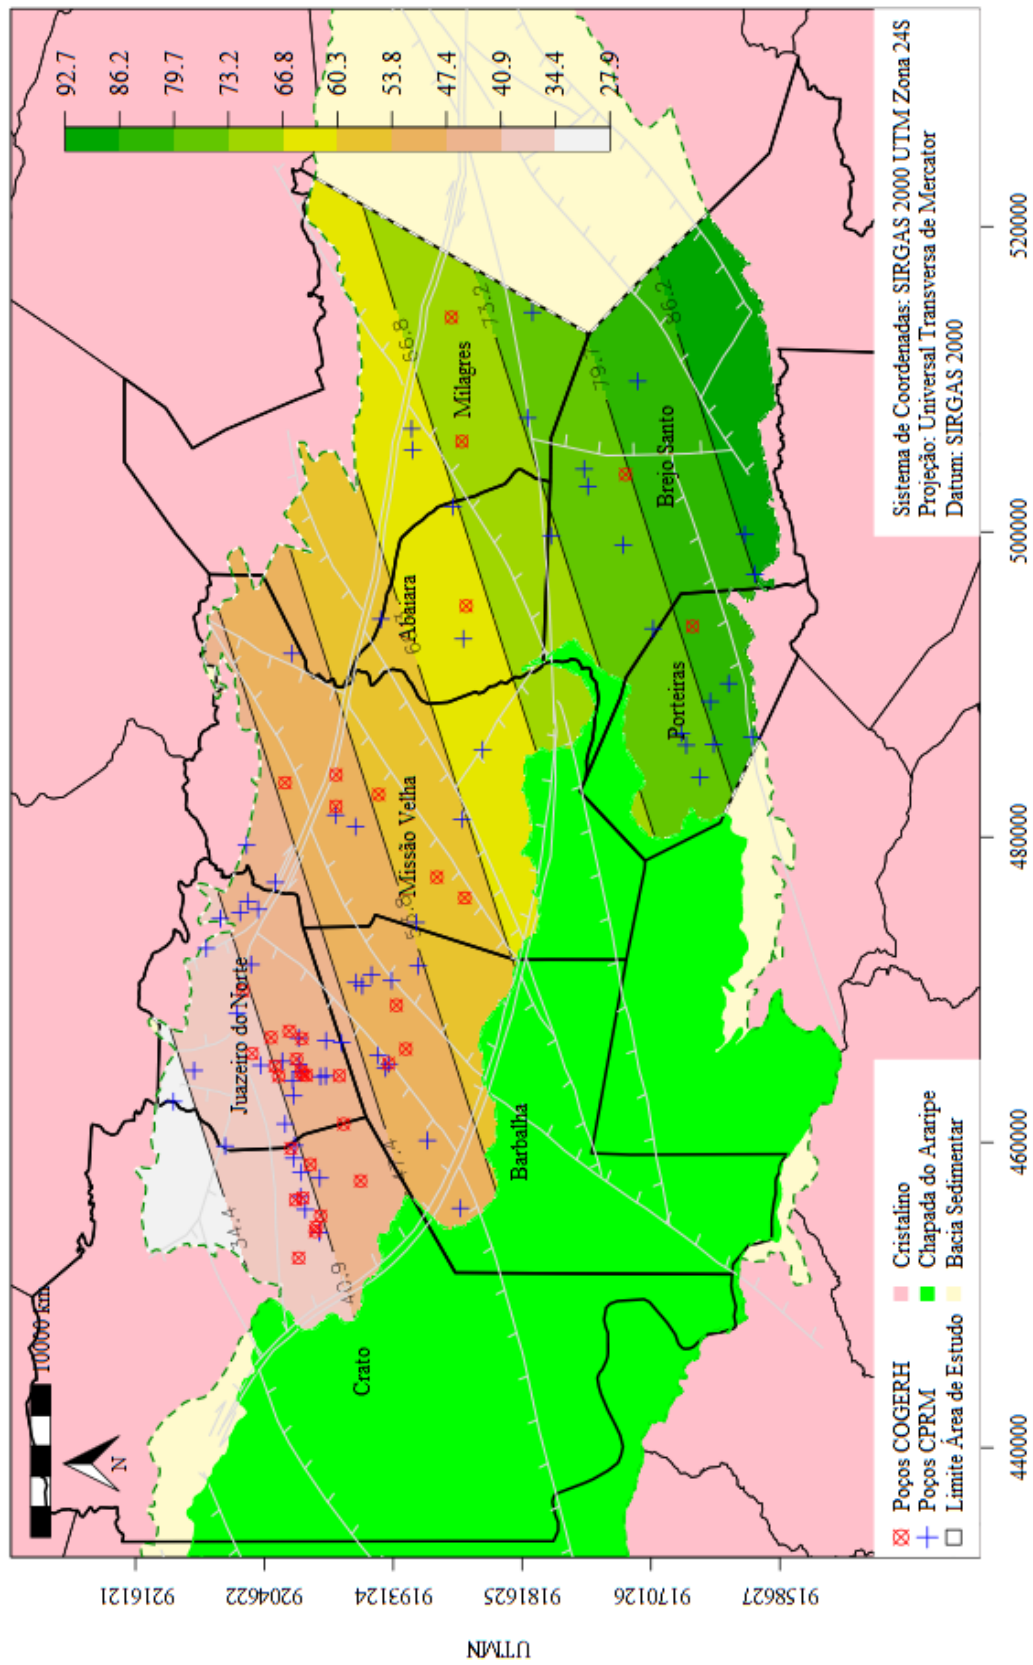 92.7
86.2
79.7
73.2
66.8
60.3
53.8
47.4
40.9
34.4
27.9
10000 km
N
Crato
Juazeiro do Norte
Barbalha
Missão Velha
Abaiara
Milagres
Brejo Santo
Porteiras
34.4
40.9
47.4
66.8
73.2
86.2
Poços COGERH
Poços CPRM
Limite Área de Estudo
Cristalino
Chapada do Araripe
Bacia Sedimentar
Sistema de Coordenadas: SIRGAS 2000 UTM Zona 24S
Projeção: Universal Transversa de Mercator
Datum: SIRGAS 2000
440000
460000
480000
500000
520000
UTMN
9216121
9204622
9193124
9181625
9170126
9158627